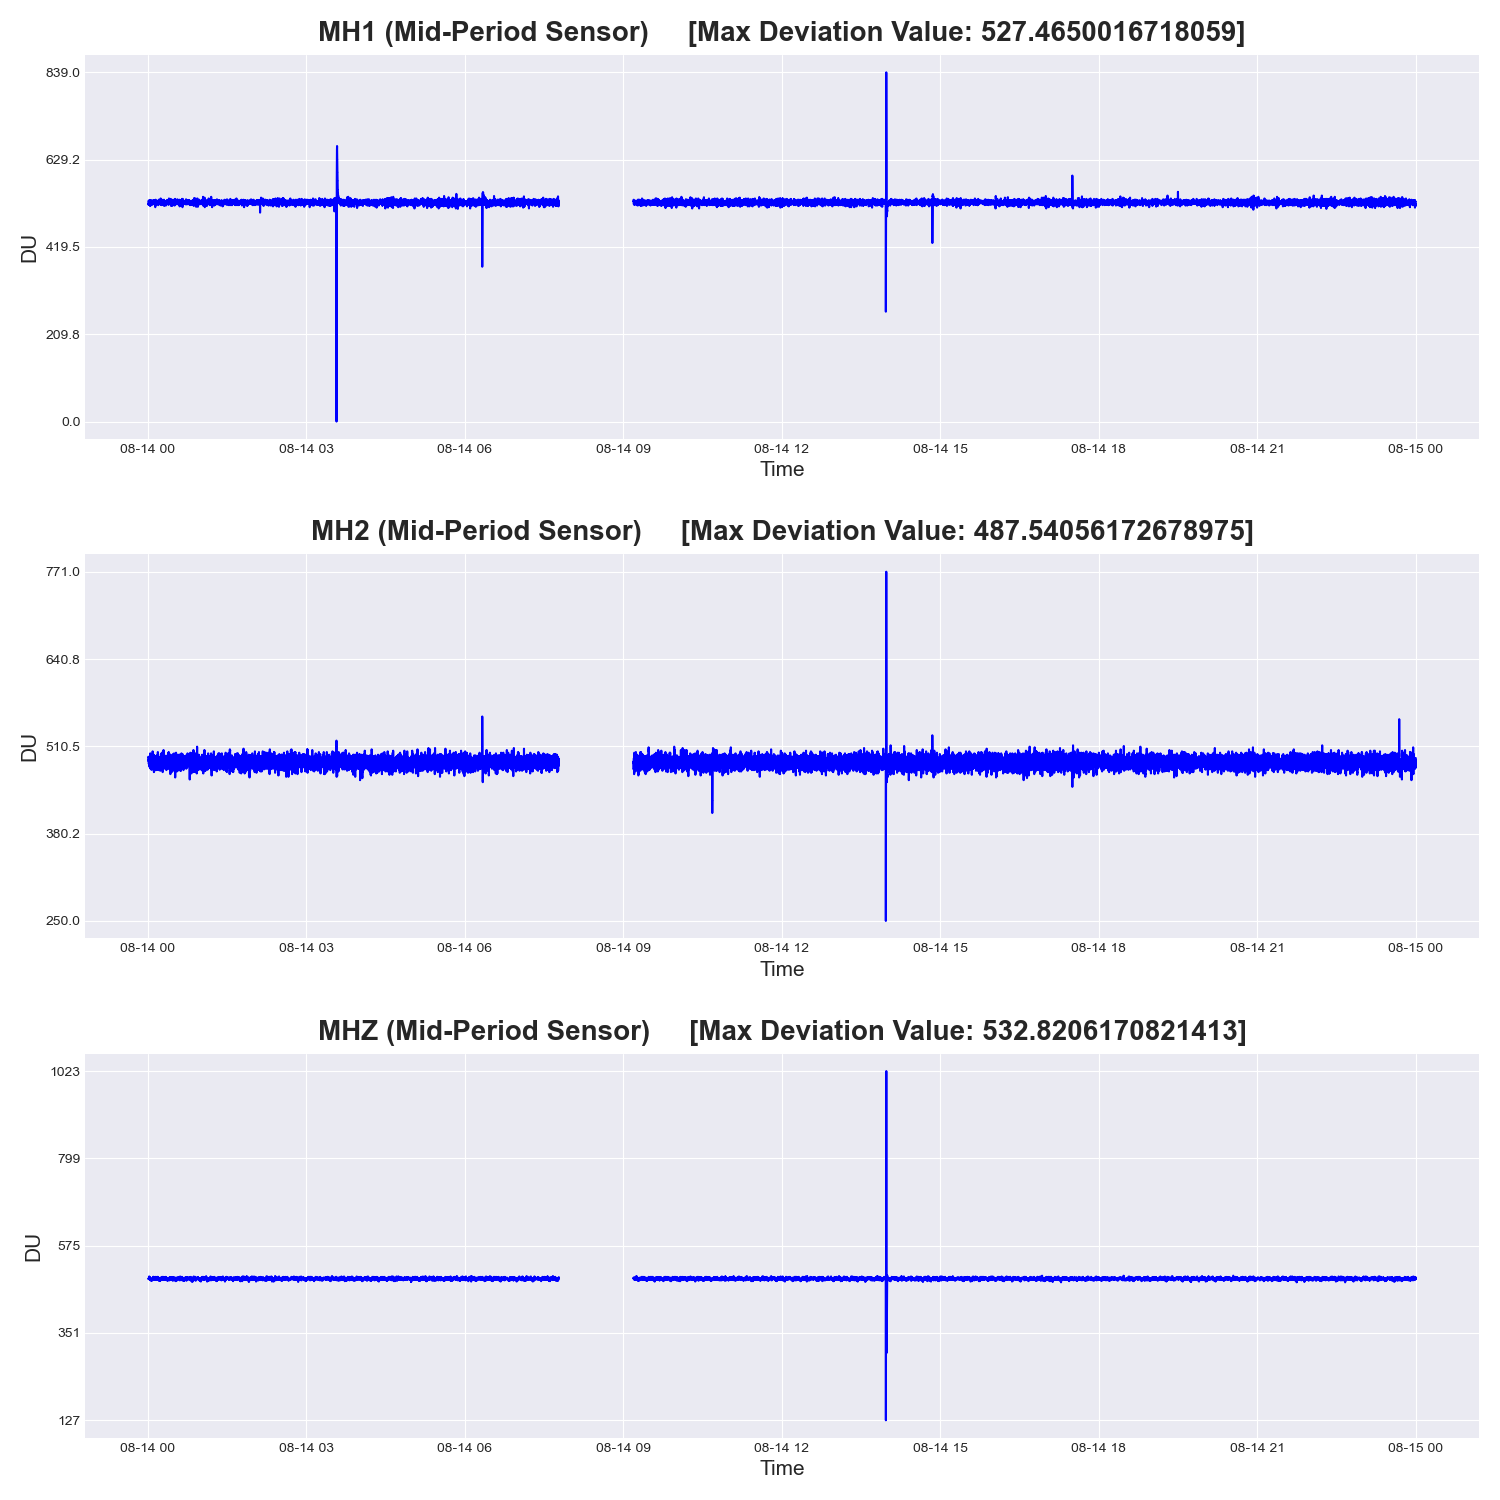 MH1 (Mid-Period Sensor) [Max Deviation Value: 527.4650016718059]
839.0
629.2
419.5
209.8
0.0
DU
08-14 00 08-14 03 08-14 06 08-14 09 08-14 12 08-14 15 08-14 18 08-14 21 08-15 00
Time
MH2 (Mid-Period Sensor) [Max Deviation Value: 487.54056172678975]
771.0
640.8
510.5
380.2
250.0
DU
08-14 00 08-14 03 08-14 06 08-14 09 08-14 12 08-14 15 08-14 18 08-14 21 08-15 00
Time
MHZ (Mid-Period Sensor) [Max Deviation Value: 532.8206170821413]
1023
799
575
351
127
DU
08-14 00 08-14 03 08-14 06 08-14 09 08-14 12 08-14 15 08-14 18 08-14 21 08-15 00
Time